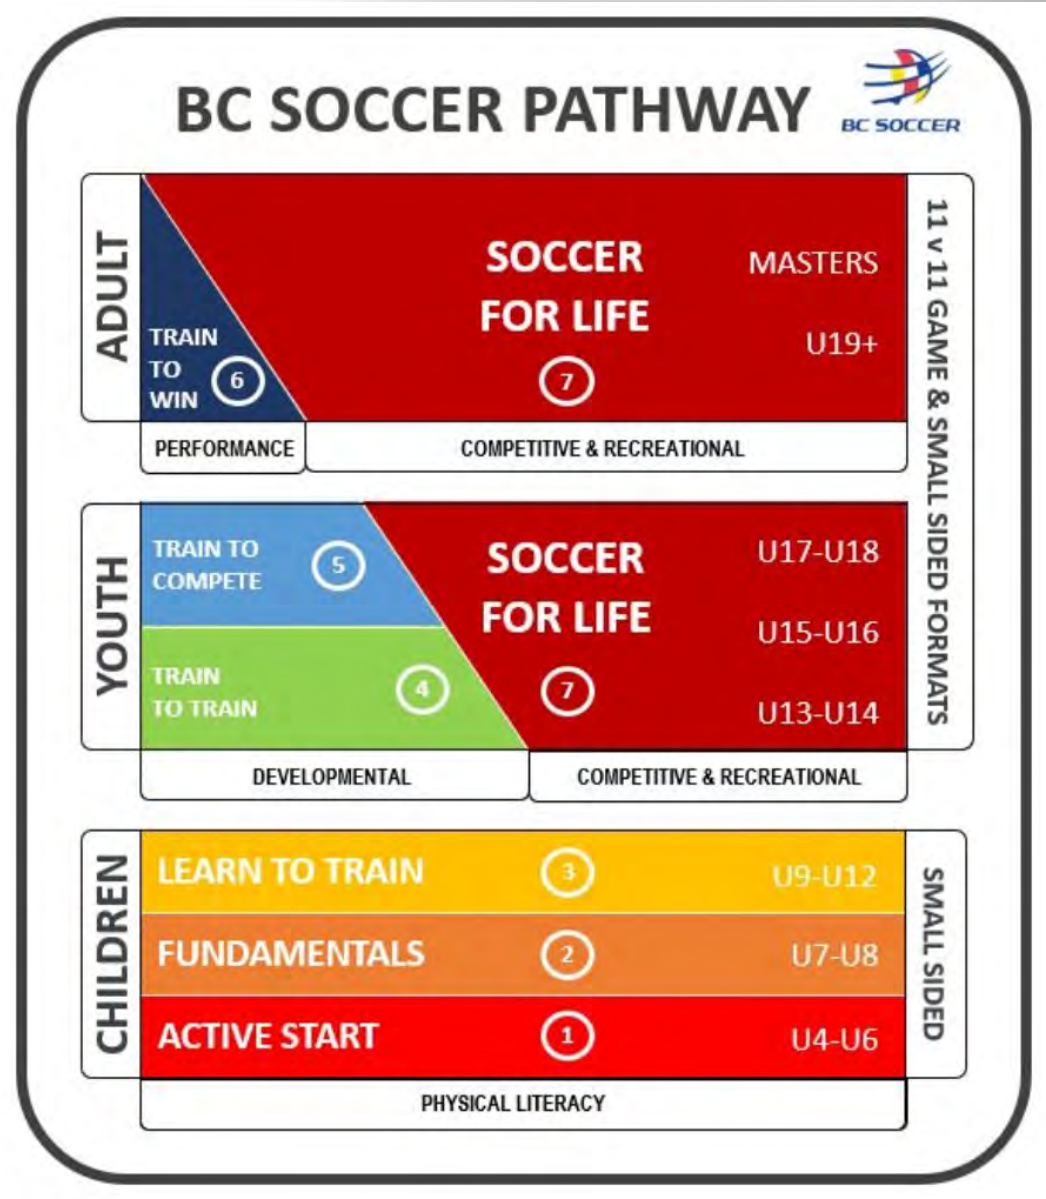 BC SOCCER PATHWAY
BC SOCCER
ADULT
TRAIN
TO
WIN
6
SOCCER
FOR LIFE
7
MASTERS
U19+
PERFORMANCE
COMPETITIVE & RECREATIONAL
11 v 11 GAME & SMALL SIDED FORMATS
YOUTH
TRAIN TO
COMPETE
5
TRAIN
TO TRAIN
4
SOCCER
FOR LIFE
7
U17-U18
U15-U16
U13-U14
DEVELOPMENTAL
COMPETITIVE & RECREATIONAL
CHILDREN
LEARN TO TRAIN
3
U9-U12
FUNDAMENTALS
2
U7-U8
ACTIVE START
1
U4-U6
SMALL SIDED
PHYSICAL LITERACY